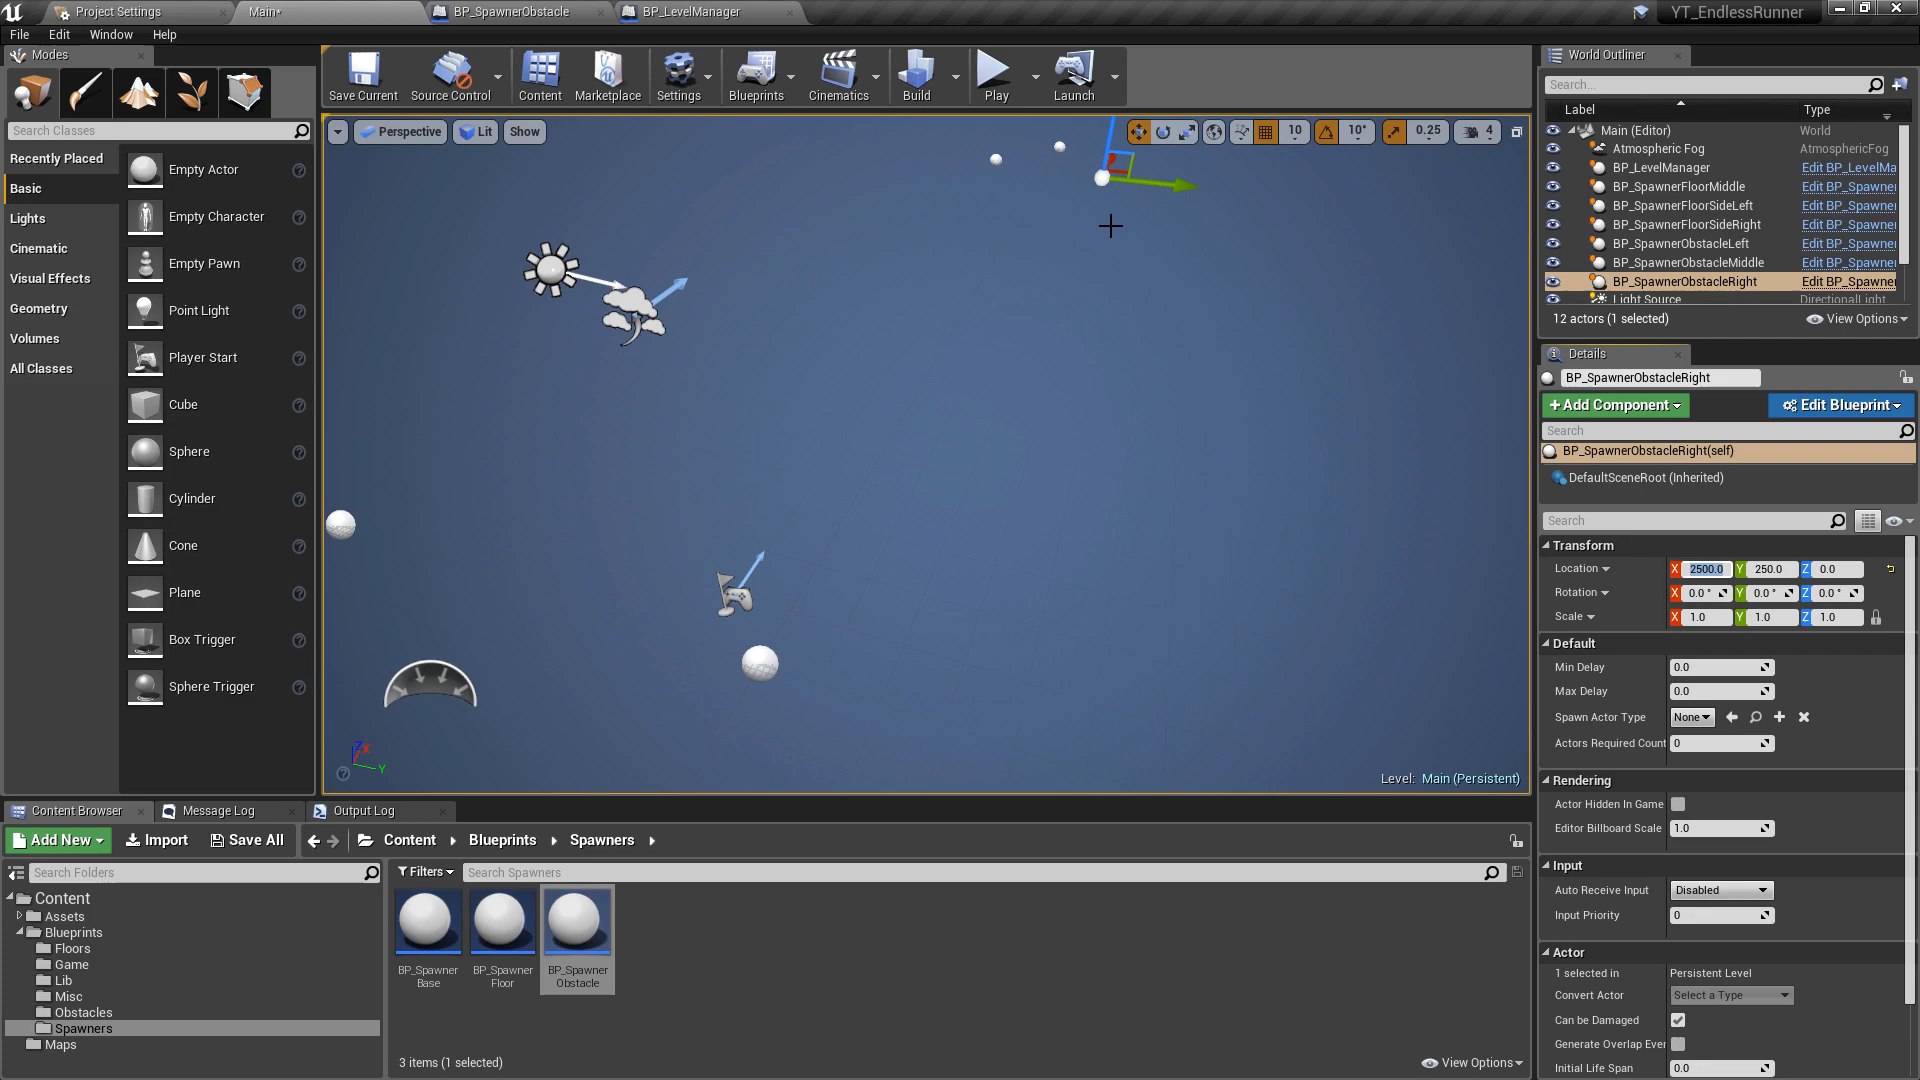 Project Settings
Main*
BP_SpawnerObstacle
BP_LevelManager
YT_EndlessRunner
File
Edit
Window
Help
Modes
Search Classes
Recently Placed
Basic
Lights
Cinematic
Visual Effects
Geometry
Volumes
All Classes
Empty Actor
Empty Character
Empty Pawn
Point Light
Player Start
Cube
Sphere
Cylinder
Cone
Plane
Box Trigger
Sphere Trigger
Save Current
Source Control
Content
Marketplace
Settings
Blueprints
Cinematics
Build
Play
Launch
Perspective
Lit
Show
10
10°
0.25
4
Z
X
Y
Level: Main (Persistent)
World Outliner
Search...
Label
Type
Main (Editor)
World
Atmospheric Fog
AtmosphericFog
BP_LevelManager
Edit BP_LevelMa
BP_SpawnerFloorMiddle
Edit BP_Spawner
BP_SpawnerFloorSideLeft
Edit BP_Spawner
BP_SpawnerFloorSideRight
Edit BP_Spawner
BP_SpawnerObstacleLeft
Edit BP_Spawner
BP_SpawnerObstacleMiddle
Edit BP_Spawner
BP_SpawnerObstacleRight
Edit BP_Spawner
Light Source
DirectionalLight
12 actors (1 selected)
View Options
Details
BP_SpawnerObstacleRight
+Add Component
Edit Blueprint
Search
BP_SpawnerObstacleRight(self)
DefaultSceneRoot (Inherited)
Search
Transform
Location X 2500.0 Y 250.0 Z 0.0
Rotation X 0.0 ° Y 0.0 ° Z 0.0 °
Scale X 1.0 Y 1.0 Z 1.0
Default
Min Delay 0.0
Max Delay 0.0
Spawn Actor Type None
Actors Required Count 0
Rendering
Actor Hidden In Game
Editor Billboard Scale 1.0
Input
Auto Receive Input Disabled
Input Priority 0
Actor
1 selected in Persistent Level
Convert Actor Select a Type
Can be Damaged
Generate Overlap Ever
Initial Life Span 0.0
Content Browser
Message Log
Output Log
Add New
Import
Save All
Content
Blueprints
Spawners
Search Folders
Filters
Search Spawners
Content
Assets
Blueprints
Floors
Game
Lib
Misc
Obstacles
Spawners
Maps
BP_Spawner
Base
BP_Spawner
Floor
BP_Spawner
Obstacle
3 items (1 selected)
View Options